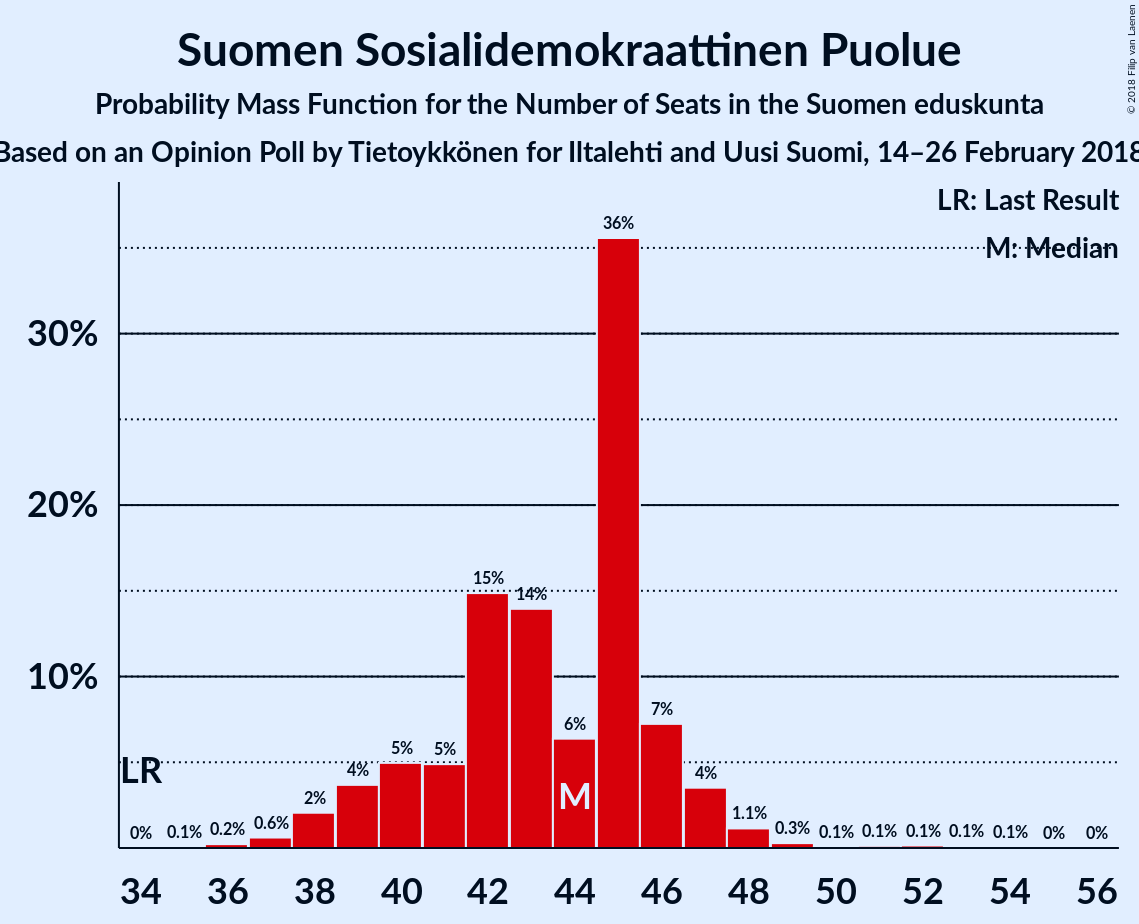 Suomen Sosialidemokraattinen Puolue
Probability Mass Function for the Number of Seats in the Suomen eduskunta
Based on an Opinion Poll by Tietoykkönen for Iltalehti and Uusi Suomi, 14–26 February 2018
© 2018 Filip van Laenen
LR: Last Result
M: Median
30%
20%
10%
LR
M
0% 0.1% 0.2% 0.6% 2% 4% 5% 5% 15% 14% 6% 36% 7% 4% 1.1% 0.3% 0.1% 0.1% 0.1% 0.1% 0.1% 0% 0%
34 36 38 40 42 44 46 48 50 52 54 56